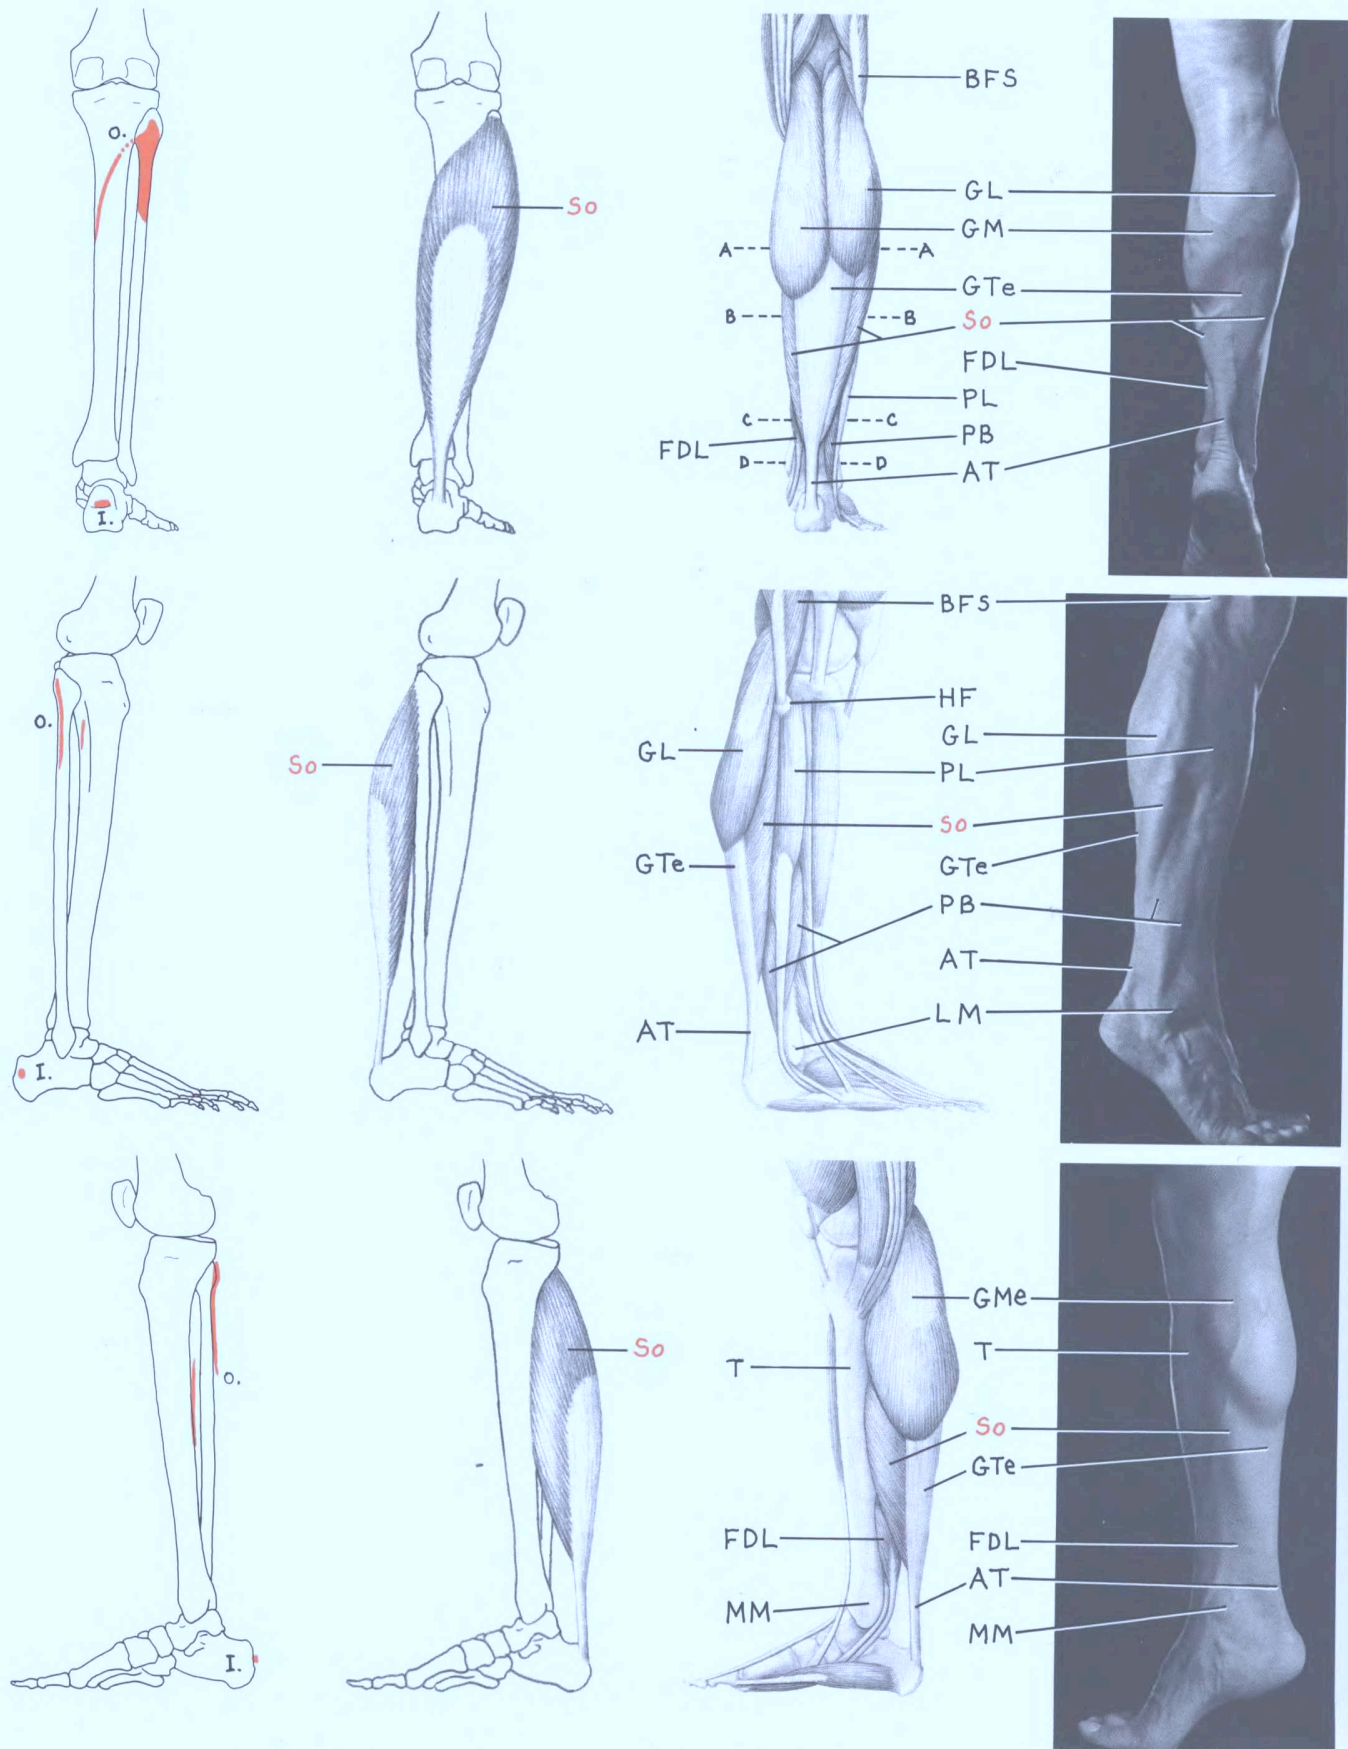 BFS
O.
So
GL
GM
A A
GTe
B B
So
FDL
PL
C C
PB
FDL
D D
AT
I.
BFS
HF
O.
GL
GL
PL
So
So
GTe
GTe
PB
AT
LM
AT
I.
GMe
So
T
T
O.
So
GTe
FDL
FDL
AT
MM
MM
I.